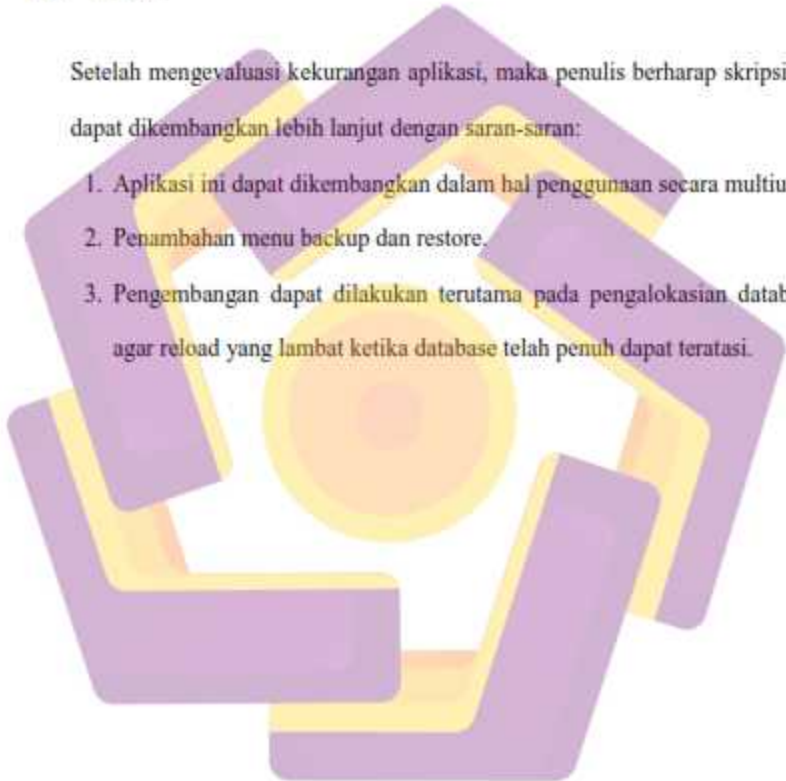 Setelah mengevaluasi kekurangan aplikasi, maka penulis berharap skripsi
dapat dikembangkan lebih lanjut dengan saran-saran:
1. Aplikasi ini dapat dikembangkan dalam hal penggunaan secara multiu
2. Penambahan menu backup dan restore.
3. Pengembangan dapat dilakukan terutama pada pengalokasian datab
agar reload yang lambat ketika database telah penuh dapat teratasi.